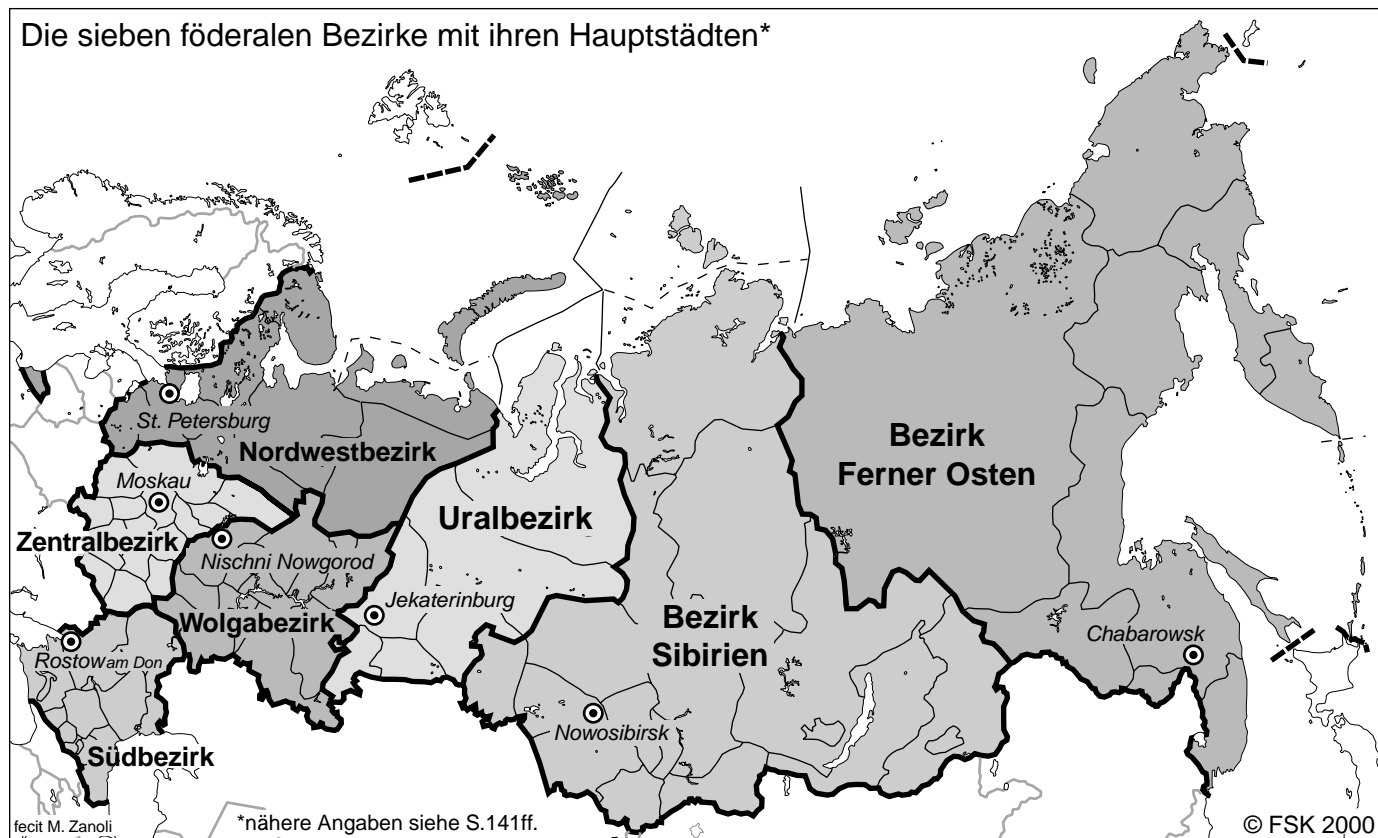 Die sieben föderalen Bezirke mit ihren Hauptstädten*
St. Petersburg
Nordwestbezirk
Moskau
Zentralbezirk
Nischni Nowgorod
Uralbezirk
Bezirk
Ferner Osten
Jekaterinburg
Wolgabezirk
Bezirk
Sibirien
Chabarowsk
Rostow am Don
Nowosibirsk
Südbezirk
fecit M. Zanoli
*nähere Angaben siehe S.141ff.
© FSK 2000